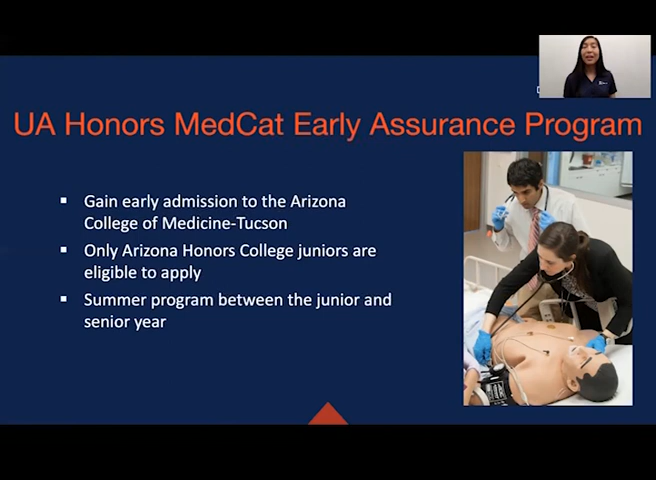 UA Honors MedCat Early Assurance Program
▪ Gain early admission to the Arizona
College of Medicine-Tucson
▪ Only Arizona Honors College juniors are
eligible to apply
▪ Summer program between the junior and
senior year